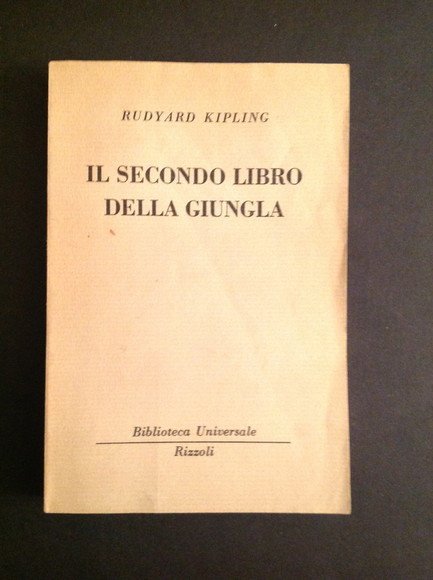 RUDYARD KIPLING
IL SECONDO LIBRO
DELLA GIUNGLA
Biblioteca Universale
Rizzoli